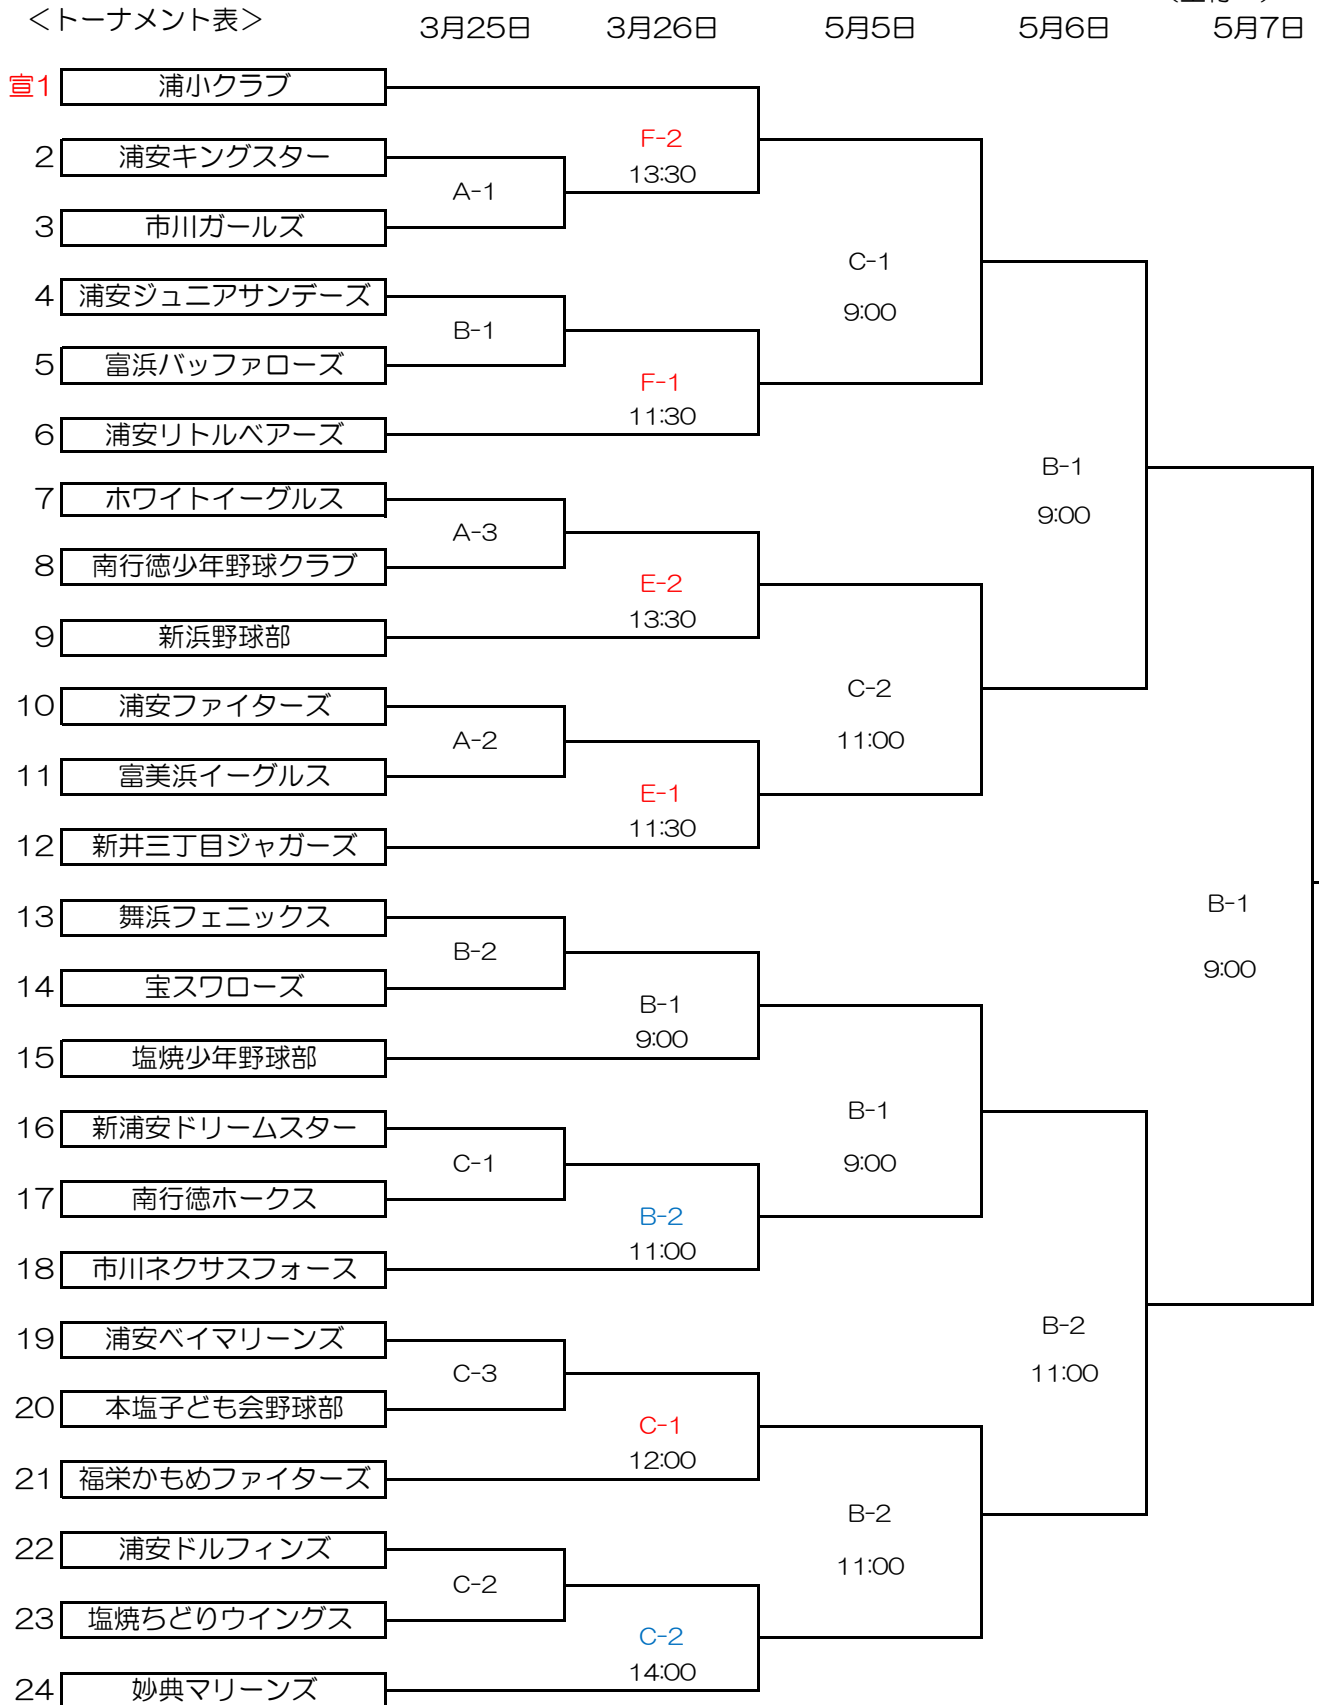 ＜トーナメント表＞
3月25日 3月26日 5月5日 5月6日 5月7日
宣1 浦小クラブ
F-2
2 浦安キングスター
13:30
A-1
3 市川ガールズ
C-1
4 浦安ジュニアサンデーズ
9:00
B-1
5 富浜バッファローズ
F-1
11:30
6 浦安リトルベアーズ
B-1
7 ホワイトイーグルス
9:00
A-3
8 南行徳少年野球クラブ
E-2
13:30
9 新浜野球部
C-2
10 浦安ファイターズ
A-2
11:00
11 富美浜イーグルス
E-1
11:30
12 新井三丁目ジャガーズ
B-1
13 舞浜フェニックス
B-2
9:00
14 宝スワローズ
B-1
9:00
15 塩焼少年野球部
B-1
16 新浦安ドリームスター
C-1
9:00
17 南行徳ホークス
B-2
11:00
18 市川ネクサスフォース
B-2
19 浦安ベイマリーンズ
C-3
11:00
20 本塩子ども会野球部
C-1
12:00
21 福栄かもめファイターズ
B-2
22 浦安ドルフィンズ
11:00
C-2
23 塩焼ちどりウイングス
C-2
14:00
24 妙典マリーンズ